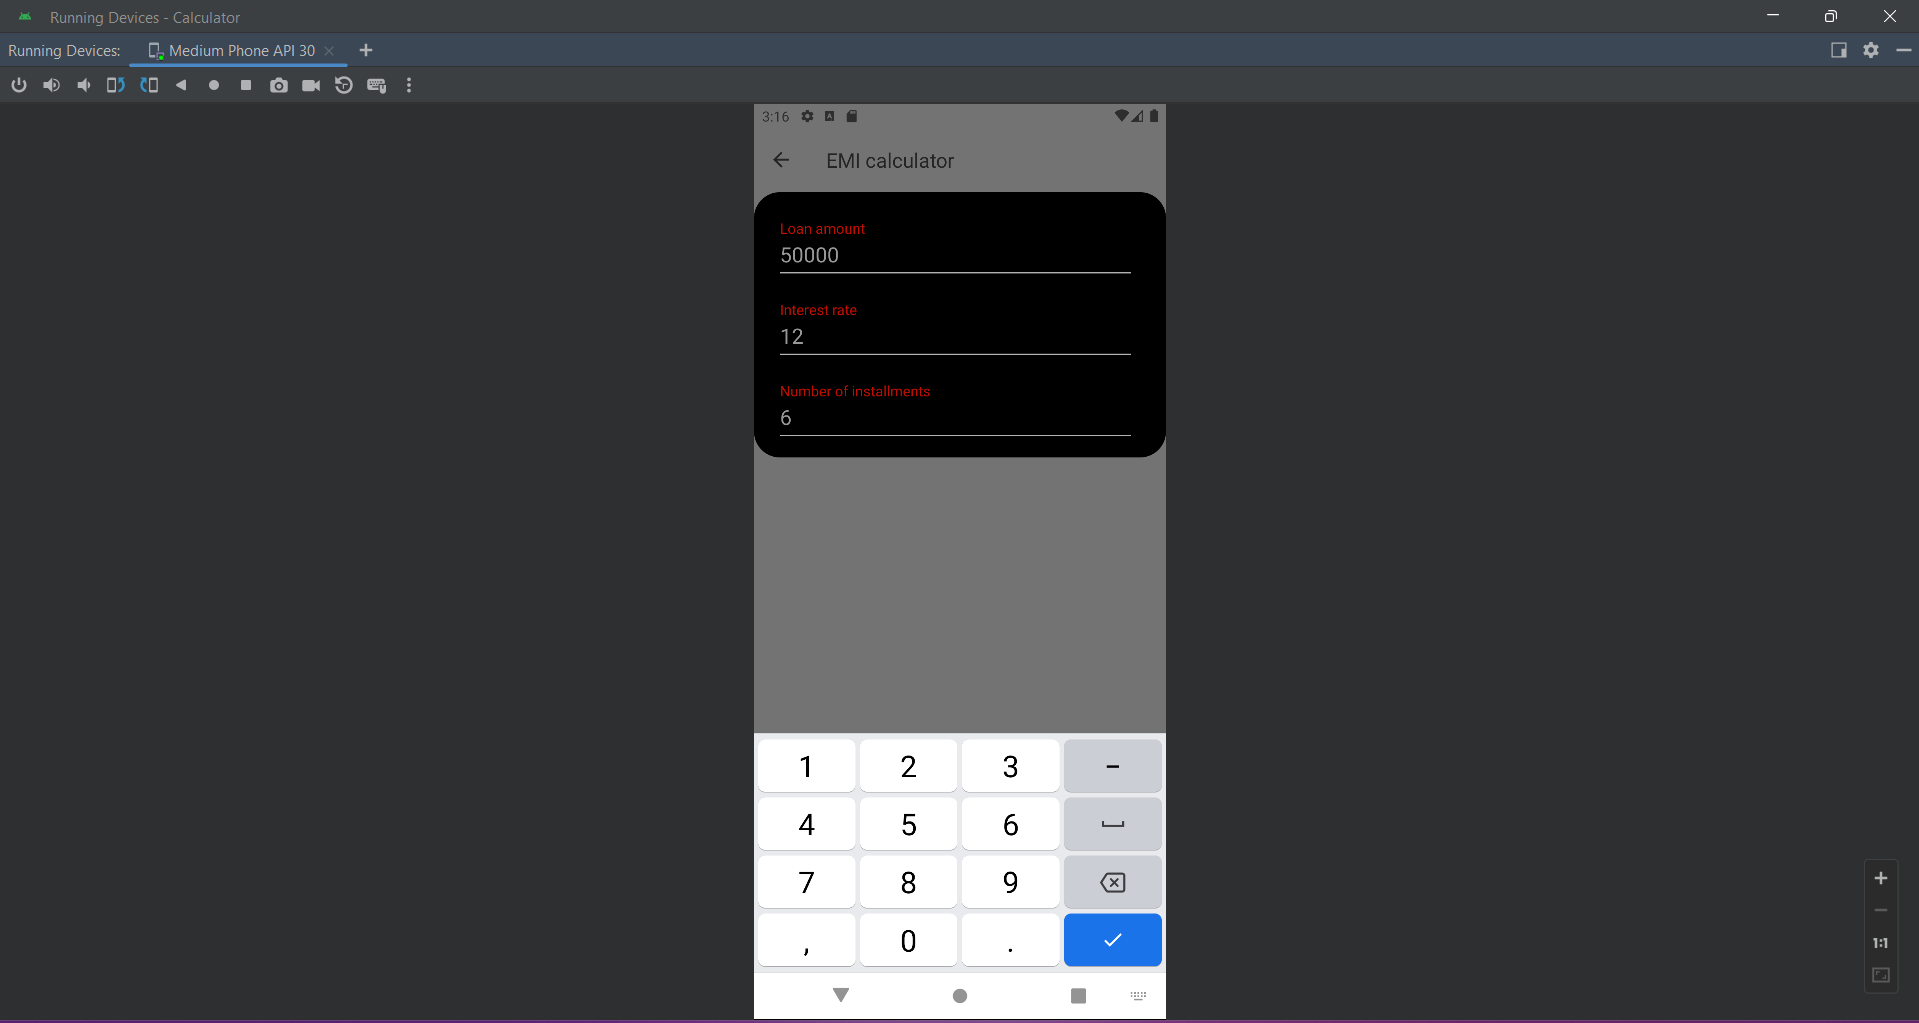 Running Devices - Calculator
Running Devices: Medium Phone API 30
3:16 A
EMI calculator
Loan amount
50000
Interest rate
12
Number of installments
6
1 2 3 -
4 5 6
7 8 9
, 0 .
1:1